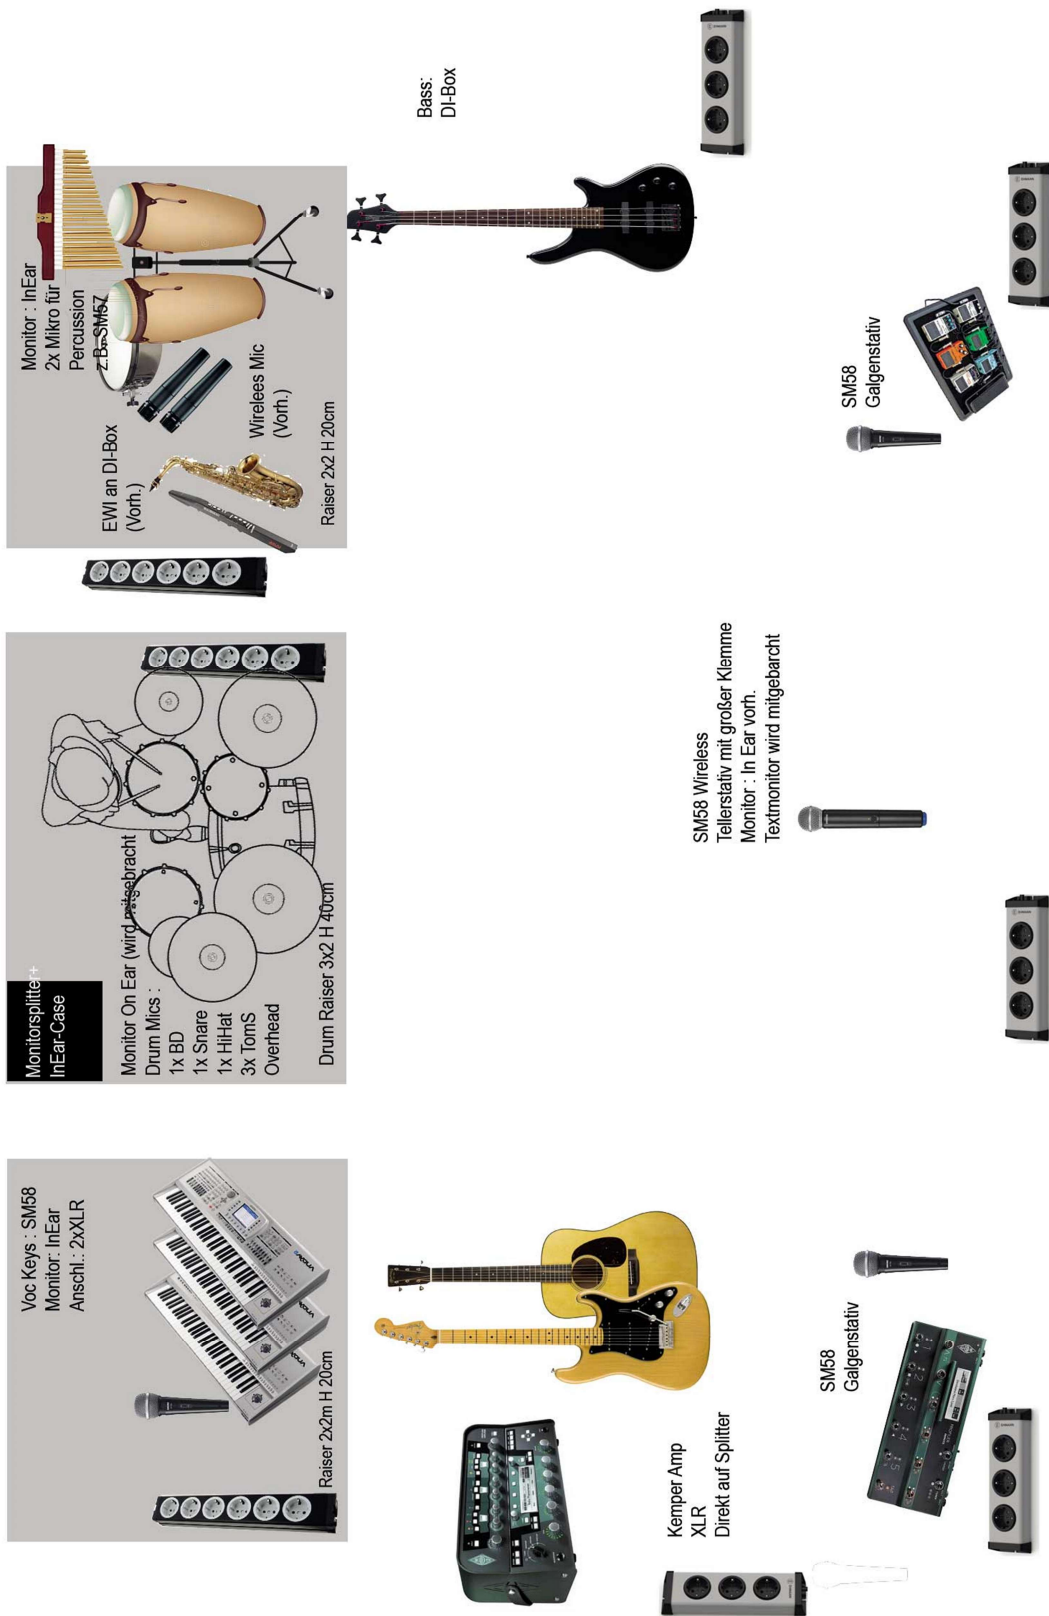 Voc Keys : SM58
Monitor: InEar
Anschl.: 2xXLR
Raiser 2x2m H 20cm
Monitorsplitter+
InEar-Case
Monitor On Ear (wird mitgebracht
Drum Mics :
1x BD
1x Snare
1x HiHat
3x TomS
Overhead
Drum Raiser 3x2 H 40cm
Monitor : InEar
2x Mikro für
Percussion
z.B. SM57
EWI an DI-Box
(Vorh.)
Wirelees Mic
(Vorh.)
Raiser 2x2 H 20cm
Bass:
DI-Box
Kemper Amp
XLR
Direkt auf Splitter
SM58
Galgenstativ
SM58 Wireless
Tellerstativ mit großer Klemme
Monitor : In Ear vorh.
Textmonitor wird mitgebarcht
SM58
Galgenstativ